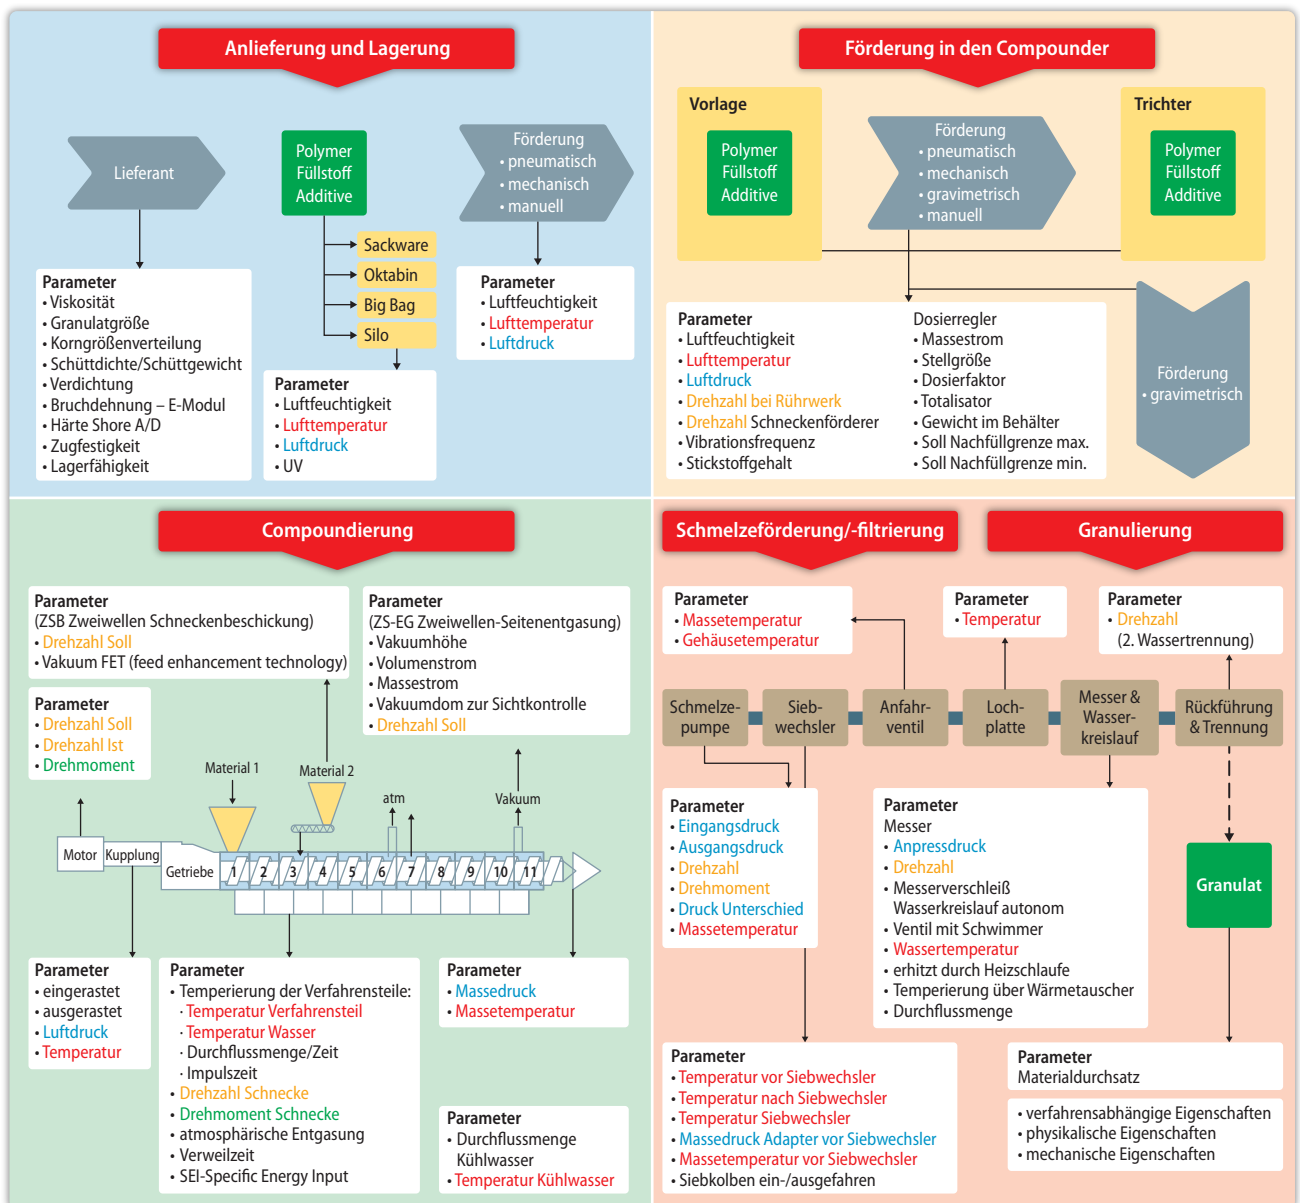 Anlieferung und Lagerung
Lieferant
Polymer
Füllstoff
Additive
Förderung
• pneumatisch
• mechanisch
• manuell
Sackware
Oktabin
Big Bag
Silo
Parameter
• Viskosität
• Granulatgröße
• Korngrößenverteilung
• Schüttdichte/Schüttgewicht
• Verdichtung
• Bruchdehnung – E-Modul
• Härte Shore A/D
• Zugfestigkeit
• Lagerfähigkeit
Parameter
• Luftfeuchtigkeit
• Lufttemperatur
• Luftdruck
• UV
Parameter
• Luftfeuchtigkeit
• Lufttemperatur
• Luftdruck
Förderung in den Compounder
Vorlage
Polymer
Füllstoff
Additive
Förderung
• pneumatisch
• mechanisch
• gravimetrisch
• manuell
Trichter
Polymer
Füllstoff
Additive
Parameter
• Luftfeuchtigkeit
• Lufttemperatur
• Luftdruck
• Drehzahl bei Rührwerk
• Drehzahl Schneckenförderer
• Vibrationsfrequenz
• Stickstoffgehalt
Dosierregler
• Massestrom
• Stellgröße
• Dosierfaktor
• Totalisator
• Gewicht im Behälter
• Soll Nachfüllgrenze max.
• Soll Nachfüllgrenze min.
Förderung
• gravimetrisch
Compoundierung
Parameter
(ZSB Zweiwellen Schneckenbeschickung)
• Drehzahl Soll
• Vakuum FET (feed enhancement technology)
Parameter
(ZS-EG Zweiwellen-Seitenentgasung)
• Vakuumhöhe
• Volumenstrom
• Massestrom
• Vakuumdom zur Sichtkontrolle
• Drehzahl Soll
Parameter
• Drehzahl Soll
• Drehzahl Ist
• Drehmoment
Material 1
Material 2
atm
Vakuum
Motor
Kupplung
Getriebe
1 2 3 4 5 6 7 8 9 10 11
Parameter
• eingerastet
• ausgerastet
• Luftdruck
• Temperatur
Parameter
• Temperierung der Verfahrensteile:
· Temperatur Verfahrensteil
· Temperatur Wasser
· Durchflussmenge/Zeit
· Impulszeit
• Drehzahl Schnecke
• Drehmoment Schnecke
• atmosphärische Entgasung
• Verweilzeit
• SEI-Specific Energy Input
Parameter
• Massedruck
• Massetemperatur
Parameter
• Durchflussmenge
Kühlwasser
• Temperatur Kühlwasser
Schmelzeförderung/-filtrierung
Granulierung
Parameter
• Massetemperatur
• Gehäusetemperatur
Parameter
• Temperatur
Parameter
• Drehzahl
(2. Wassertrennung)
Schmelze-
pumpe
Sieb-
wechsler
Anfahr-
ventil
Loch-
platte
Messer &
Wasser-
kreislauf
Rückführung
& Trennung
Parameter
• Eingangsdruck
• Ausgangsdruck
• Drehzahl
• Drehmoment
• Druck Unterschied
• Massetemperatur
Parameter
Messer
• Anpressdruck
• Drehzahl
• Messerverschleiß
Wasserkreislauf autonom
• Ventil mit Schwimmer
• Wassertemperatur
• erhitzt durch Heizschlaufe
• Temperierung über Wärmetauscher
• Durchflussmenge
Granulat
Parameter
• Temperatur vor Siebwechsler
• Temperatur nach Siebwechsler
• Temperatur Siebwechsler
• Massedruck Adapter vor Siebwechsler
• Massetemperatur vor Siebwechsler
• Siebkolben ein-/ausgefahren
Parameter
Materialdurchsatz
• verfahrensabhängige Eigenschaften
• physikalische Eigenschaften
• mechanische Eigenschaften